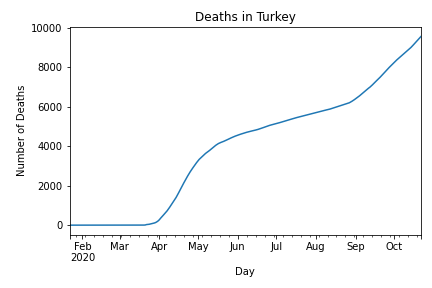 Deaths in Turkey
10000
8000
6000
4000
2000
0
Number of Deaths
Feb Mar Apr May Jun Jul Aug Sep Oct
2020
Day